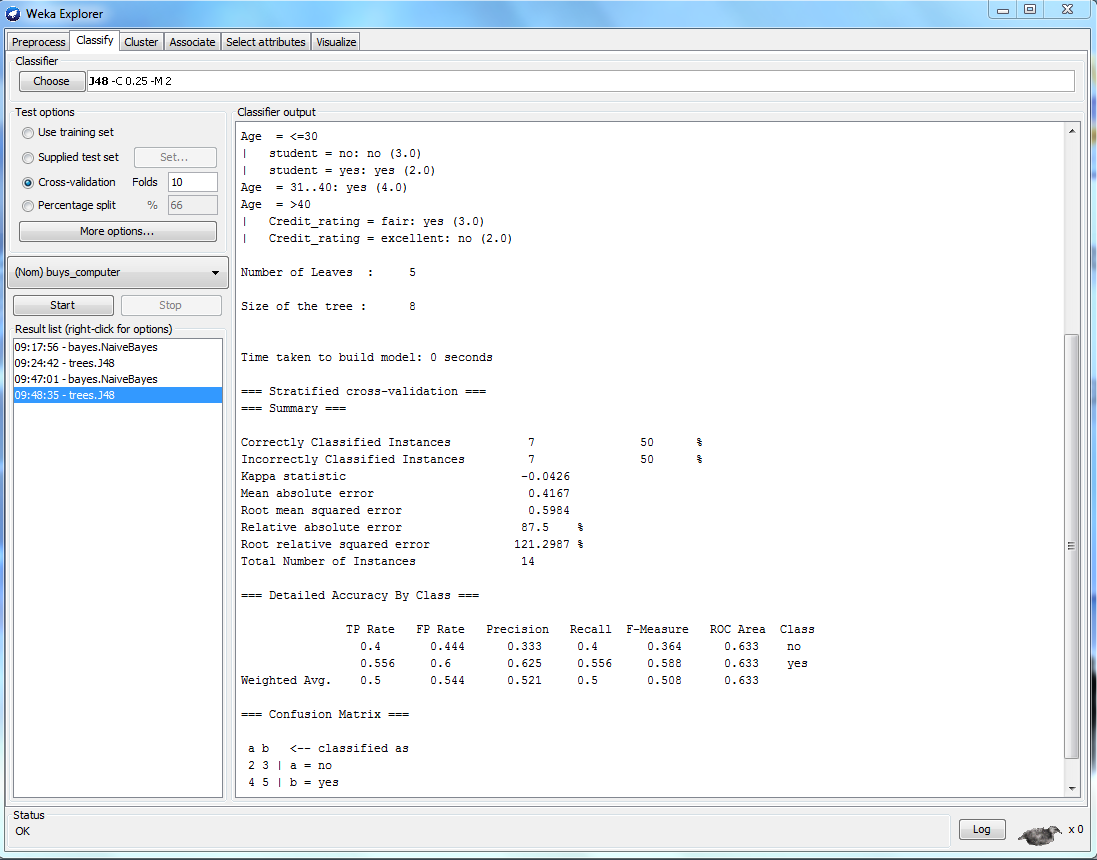 Weka Explorer
Preprocess Classify Cluster Associate Select attributes Visualize
Classifier
Choose J48 -C 0.25 -M 2
Test options
Use training set
Supplied test set Set...
Cross-validation Folds 10
Percentage split % 66
More options...
(Nom) buys_computer
Start Stop
Result list (right-click for options)
09:17:56 - bayes.NaiveBayes
09:24:42 - trees.J48
09:47:01 - bayes.NaiveBayes
09:48:35 - trees.J48
Classifier output
Age = <=30
| student = no: no (3.0)
| student = yes: yes (2.0)
Age = 31..40: yes (4.0)
Age = >40
| Credit_rating = fair: yes (3.0)
| Credit_rating = excellent: no (2.0)
Number of Leaves : 5
Size of the tree : 8
Time taken to build model: 0 seconds
=== Stratified cross-validation ===
=== Summary ===
Correctly Classified Instances 7 50 %
Incorrectly Classified Instances 7 50 %
Kappa statistic -0.0426
Mean absolute error 0.4167
Root mean squared error 0.5984
Relative absolute error 87.5 %
Root relative squared error 121.2987 %
Total Number of Instances 14
=== Detailed Accuracy By Class ===
TP Rate FP Rate Precision Recall F-Measure ROC Area Class
0.4 0.444 0.333 0.4 0.364 0.633 no
0.556 0.6 0.625 0.556 0.588 0.633 yes
Weighted Avg. 0.5 0.544 0.521 0.5 0.508 0.633
=== Confusion Matrix ===
a b <-- classified as
2 3 | a = no
4 5 | b = yes
Status
OK
Log x 0